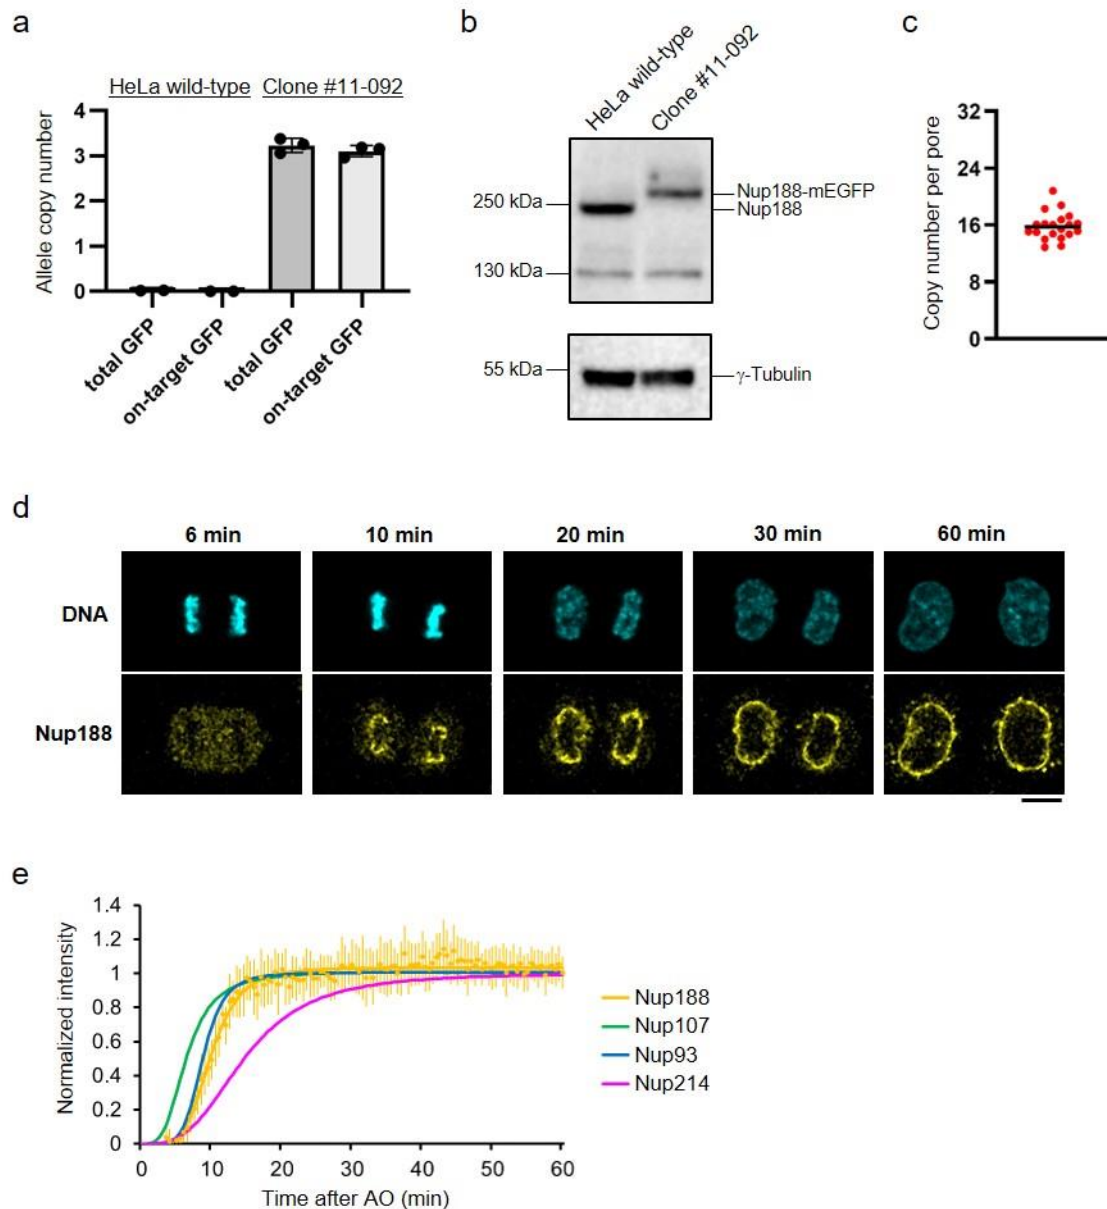 a
HeLa wild-type Clone #11-092
Allele copy number
4
3
2
1
0
total GFP
on-target GFP
total GFP
on-target GFP
b
HeLa wild-type
Clone #11-092
250 kDa
130 kDa
Nup188-mEGFP
Nup188
55 kDa
γ-Tubulin
c
Copy number per pore
32
24
16
8
0
d
6 min 10 min 20 min 30 min 60 min
DNA
Nup188
e
Normalized intensity
1.4
1.2
1
0.8
0.6
0.4
0.2
0
0 10 20 30 40 50 60
Time after AO (min)
Nup188
Nup107
Nup93
Nup214